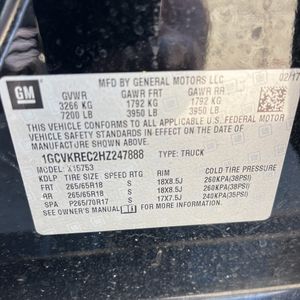 GM
MFD BY GENERAL MOTORS LLC 02/17
GVWR GAWR FRT GAWR RR
3266 KG 1792 KG 1792 KG
7200 LB 3950 LB 3950 LB
THIS VEHICLE CONFORMS TO ALL APPLICABLE
U.S. FEDERAL MOTOR VEHICLE SAFETY STANDARDS
IN EFFECT ON THE DATE OF
MANUFACTURE SHOWN ABOVE.
1GCVKREC2HZ247888 TYPE: TRUCK
MODEL: 15753
KDLP TIRE SIZE SPEED RTG RIM COLD TIRE PRESSURE
FRT 265/65R18 S 18X8.5J 260KPA(38PSI)
RR 265/65R18 S 18X8.5J 260KPA(38PSI)
SPA P265/70R17 S 17X7.5J 240KPA(35PSI)
SEE OWNER'S MANUAL